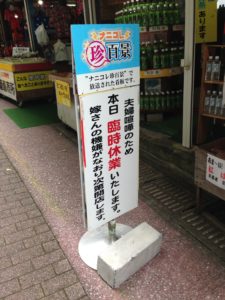 ナニコレ
珍百景
"ナニコレ珍百景"で
放送された看板です。
夫婦喧嘩のため
本日臨時休業いたします。
嫁さんの機嫌がなおり次第開店します。